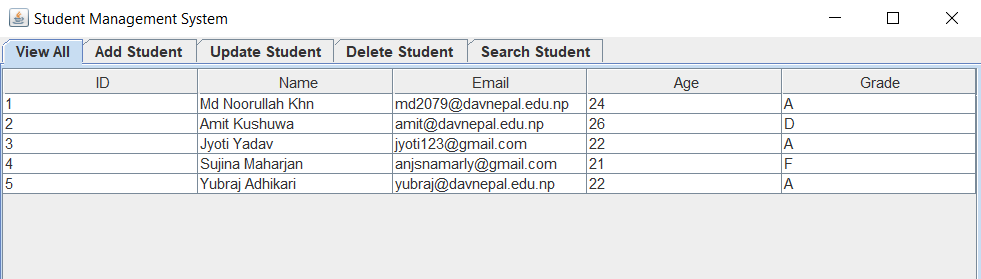 Student Management System
View All Add Student Update Student Delete Student Search Student
ID Name Email Age Grade
1 Md Noorullah Khn md2079@davnepal.edu.np 24 A
2 Amit Kushuwa amit@davnepal.edu.np 26 D
3 Jyoti Yadav jyoti123@gmail.com 22 A
4 Sujina Maharjan anjsnamarly@gmail.com 21 F
5 Yubraj Adhikari yubraj@davnepal.edu.np 22 A